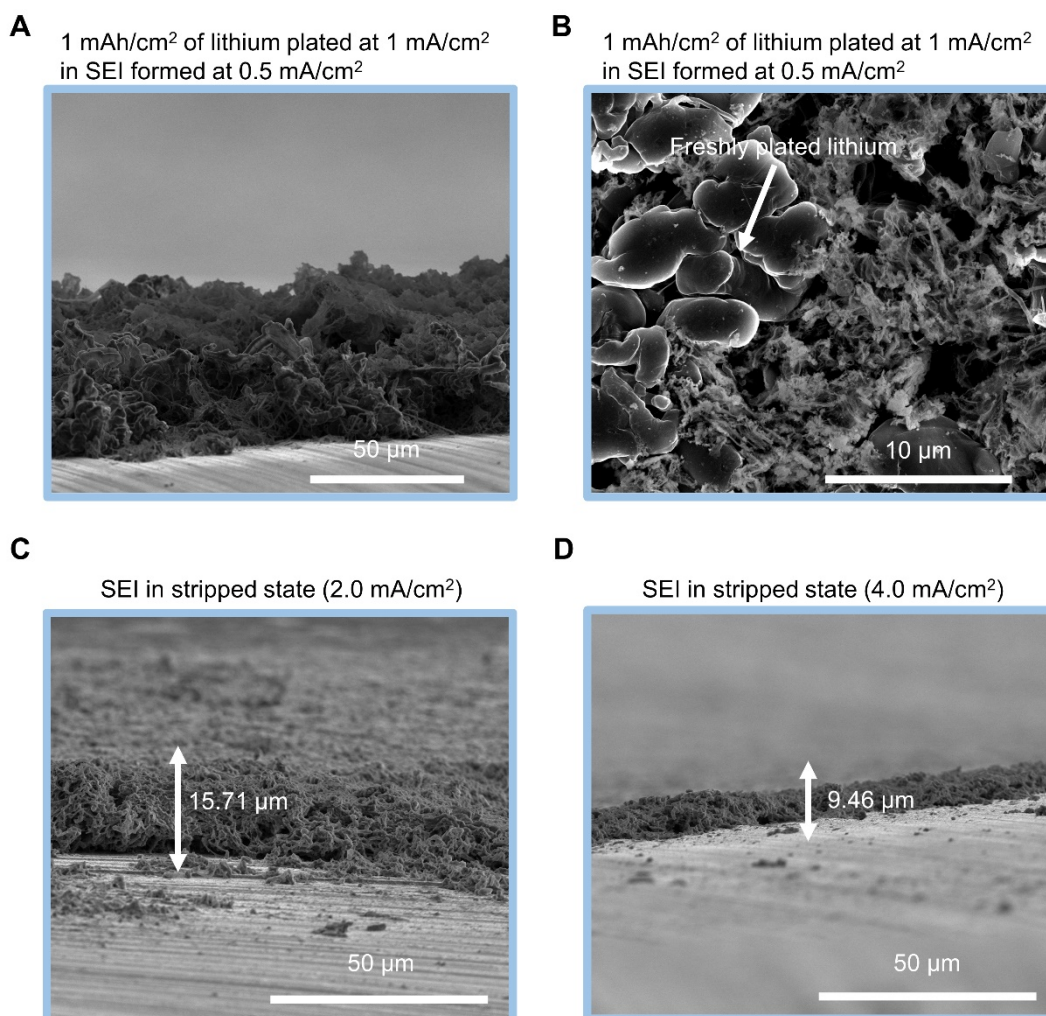 A
1 mAh/cm² of lithium plated at 1 mA/cm²
in SEI formed at 0.5 mA/cm²
50 µm
B
1 mAh/cm² of lithium plated at 1 mA/cm²
in SEI formed at 0.5 mA/cm²
Freshly plated lithium
10 µm
C
SEI in stripped state (2.0 mA/cm²)
15.71 µm
50 µm
D
SEI in stripped state (4.0 mA/cm²)
9.46 µm
50 µm